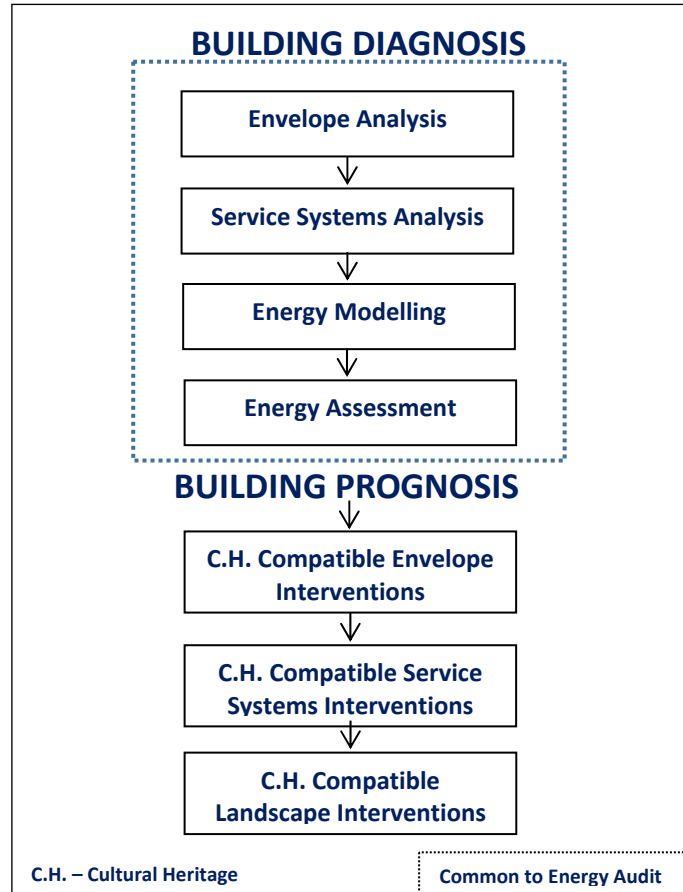 BUILDING DIAGNOSIS
Envelope Analysis
Service Systems Analysis
Energy Modelling
Energy Assessment
BUILDING PROGNOSIS
C.H. Compatible Envelope
Interventions
C.H. Compatible Service
Systems Interventions
C.H. Compatible
Landscape Interventions
C.H. – Cultural Heritage
Common to Energy Audit